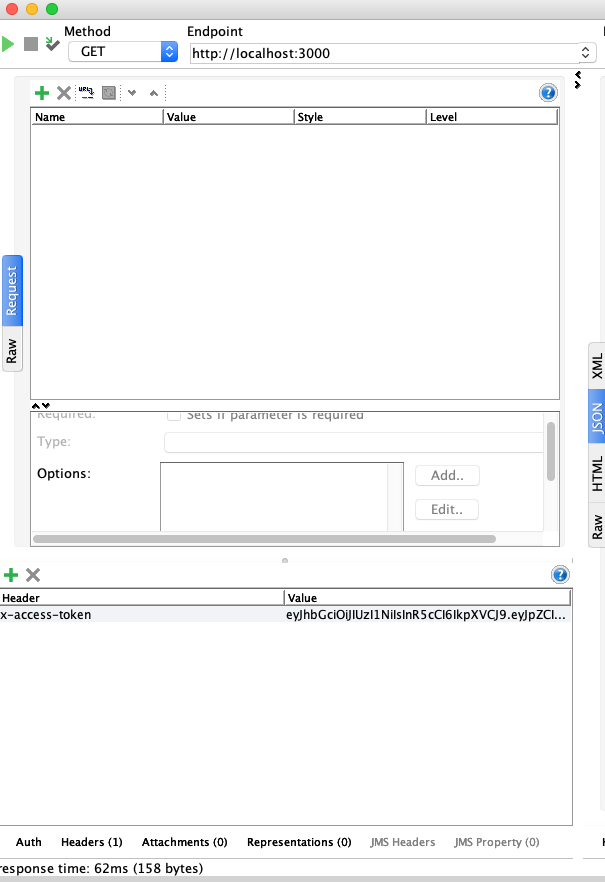 Method
Endpoint
GET
http://localhost:3000
Name
Value
Style
Level
Request
Raw
Required:
Sets if parameter is required
Type:
Options:
Add..
Edit..
XML
JSON
HTML
Raw
Header
Value
x-access-token
Auth
Headers (1)
Attachments (0)
Representations (0)
JMS Headers
JMS Property (0)
response time: 62ms (158 bytes)